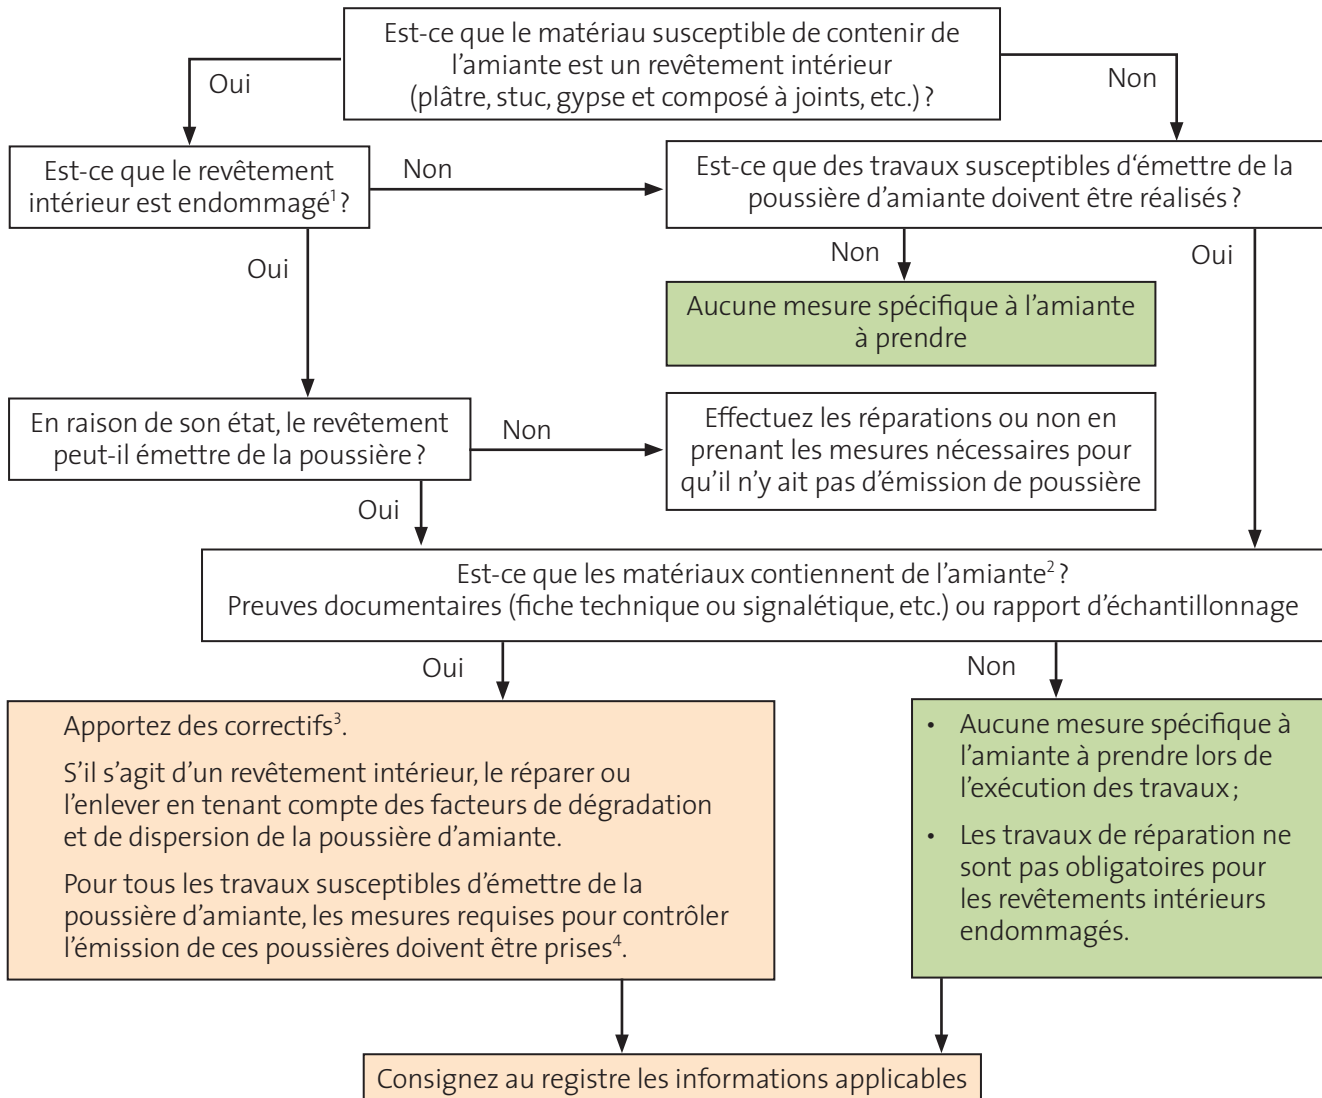 Est-ce que le matériau susceptible de contenir de
l’amiante est un revêtement intérieur
(plâtre, stuc, gypse et composé à joints, etc.) ?
Oui
Non
Est-ce que le revêtement
intérieur est endommagé¹ ?
Non
Est-ce que des travaux susceptibles d‘émettre de la
poussière d’amiante doivent être réalisés ?
Oui
Non
Oui
Aucune mesure spécifique à l’amiante
à prendre
En raison de son état, le revêtement
peut-il émettre de la poussière ?
Non
Effectuez les réparations ou non en
prenant les mesures nécessaires pour
qu’il n’y ait pas d’émission de poussière
Oui
Est-ce que les matériaux contiennent de l’amiante² ?
Preuves documentaires (fiche technique ou signalétique, etc.) ou rapport d’échantillonnage
Oui
Non
Apportez des correctifs³.
S’il s’agit d’un revêtement intérieur, le réparer ou
l’enlever en tenant compte des facteurs de dégradation
et de dispersion de la poussière d’amiante.
Pour tous les travaux susceptibles d’émettre de la
poussière d’amiante, les mesures requises pour contrôler
l’émission de ces poussières doivent être prises⁴.
• Aucune mesure spécifique à
l’amiante à prendre lors de
l’exécution des travaux ;
• Les travaux de réparation ne
sont pas obligatoires pour
les revêtements intérieurs
endommagés.
Consignez au registre les informations applicables